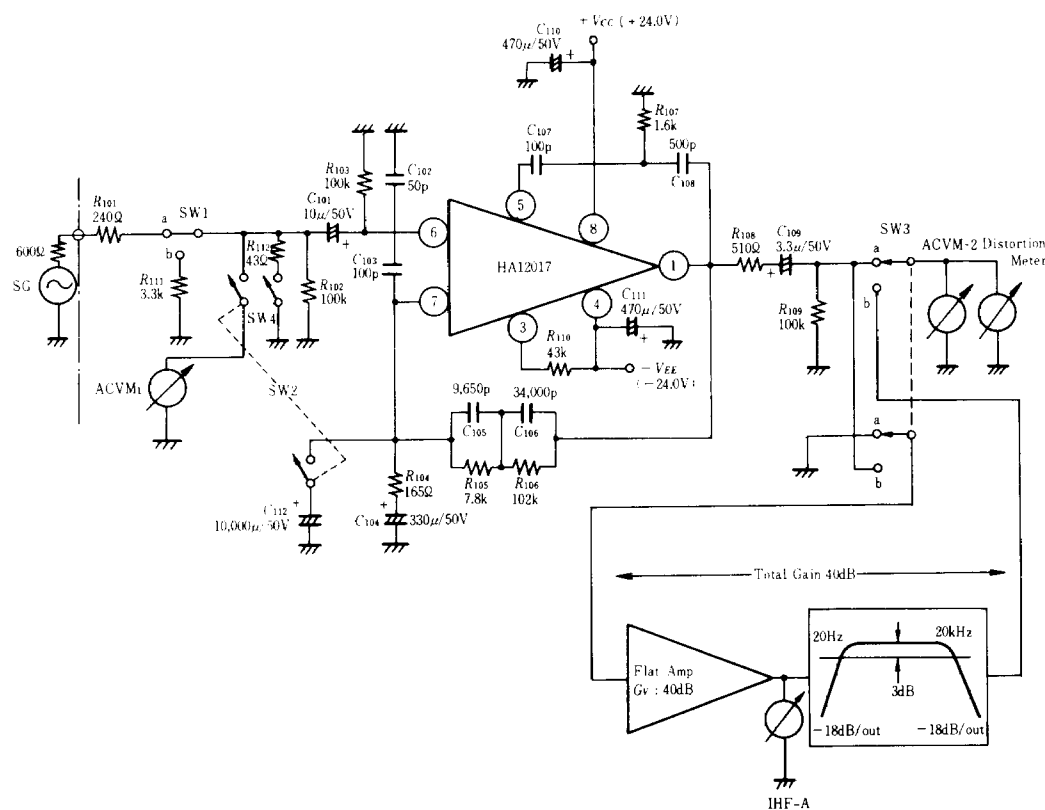 C110
470μ/50V
+
+VCC (+24.0V)
R107
1.6k
C107
100p
500p
C108
R103
100k
C102
50p
C101
10μ/50V
+
R101
240Ω
a
SW1
b
600Ω
SG
R111
3.3k
R112
43Ω
SW4
R102
100k
C103
100p
ACVM1
SW2
6
7
5
8
HA12017
1
4
3
R110
43k
C111
470μ/50V
+
−VEE
(−24.0V)
R108
510Ω
C109
3.3μ/50V
+
R109
100k
SW3
a
b
ACVM-2 Distortion
Meter
a
b
9,650p
C105
R105
7.8k
34,000p
C106
R106
102k
R104
165Ω
+
C104
330μ/50V
+
C112
10,000μ/50V
Total Gain 40dB
Flat Amp
Gv : 40dB
20Hz
20kHz
3dB
−18dB/out
−18dB/out
IHF-A